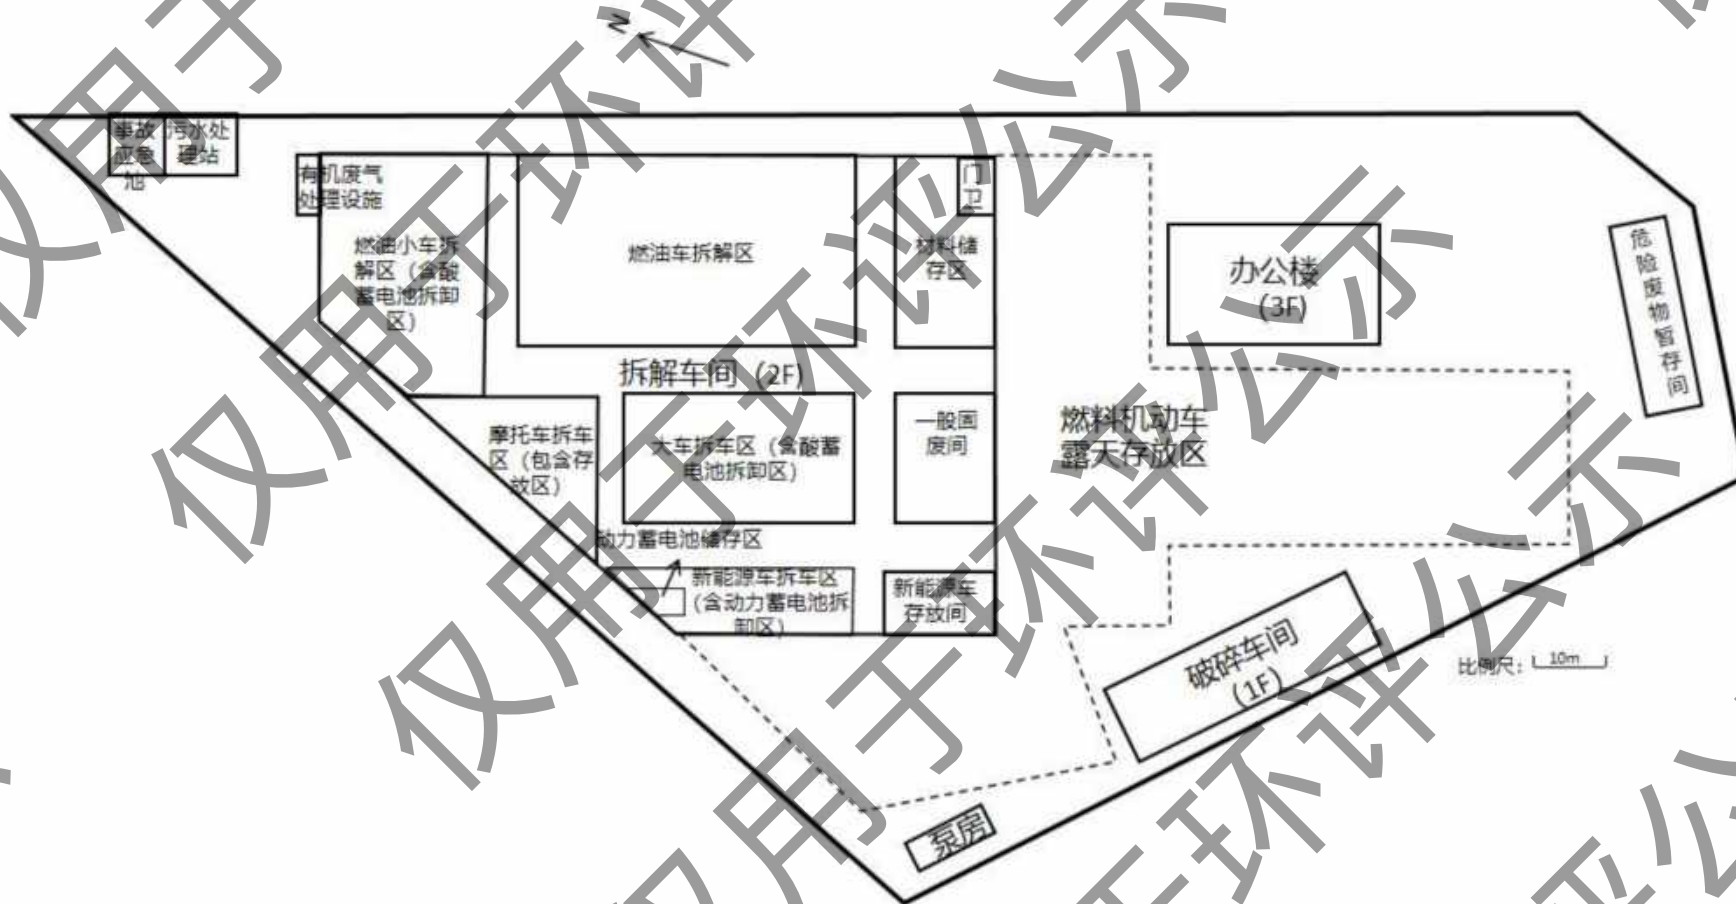 N
事故
应急
池
污水处
理站
有机废气
处理设施
燃油小车拆
解区（含酸
蓄电池拆卸
区）
燃油车拆解区
门
卫
材料储
存区
办公楼
(3F)
危
险
废
物
暂
存
间
拆解车间（2F）
摩托车拆车
区（包含存
放区）
大车拆车区（含酸蓄
电池拆卸区）
一般固
废间
燃料机动车
露天存放区
动力蓄电池储存区
新能源车拆车区
（含动力蓄电池拆
卸区）
新能源车
存放间
破碎车间
（1F）
比例尺：10m
泵房
仅用于环评公示
仅用于环评公示
仅用于环评公示
仅用于环评公示